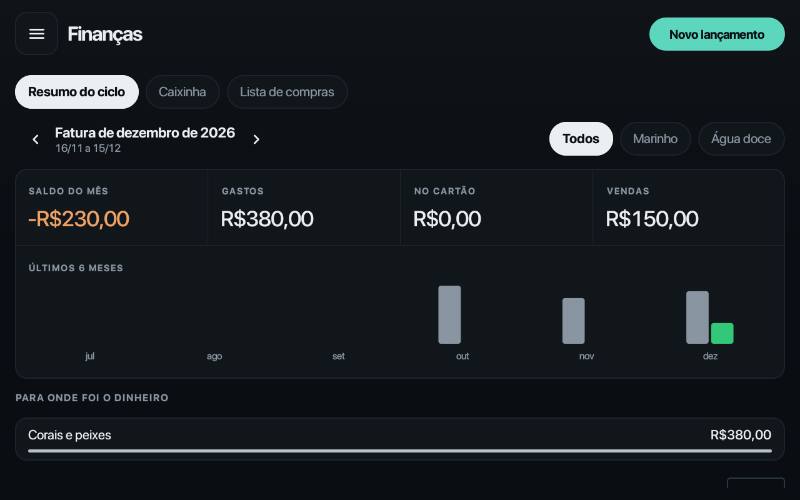 Finanças
Novo lançamento
Resumo do ciclo
Caixinha
Lista de compras
Fatura de dezembro de 2026
16/11 a 15/12
Todos
Marinho
Água doce
SALDO DO MÊS
GASTOS
NO CARTÃO
VENDAS
-R$230,00
R$380,00
R$0,00
R$150,00
ÚLTIMOS 6 MESES
jul
ago
set
out
nov
dez
PARA ONDE FOI O DINHEIRO
Corais e peixes
R$380,00